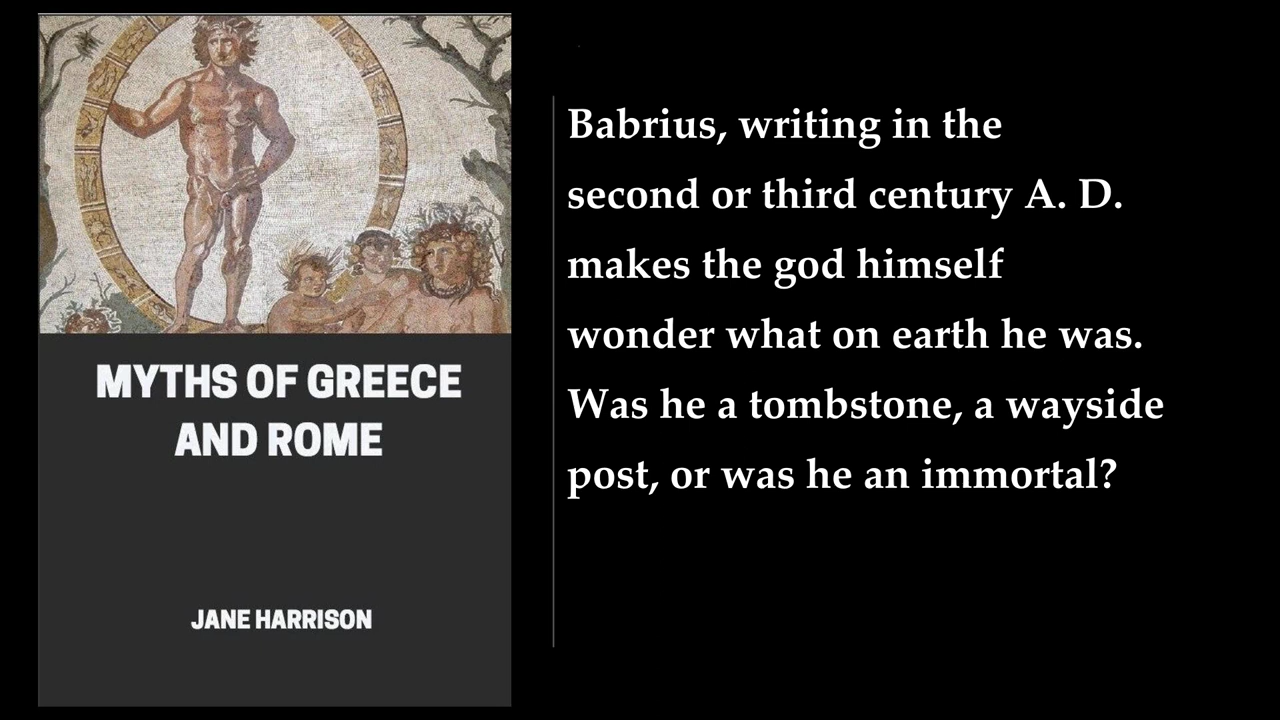 MYTHS OF GREECE
AND ROME
JANE HARRISON
Babrius, writing in the
second or third century A. D.
makes the god himself
wonder what on earth he was.
Was he a tombstone, a wayside
post, or was he an immortal?